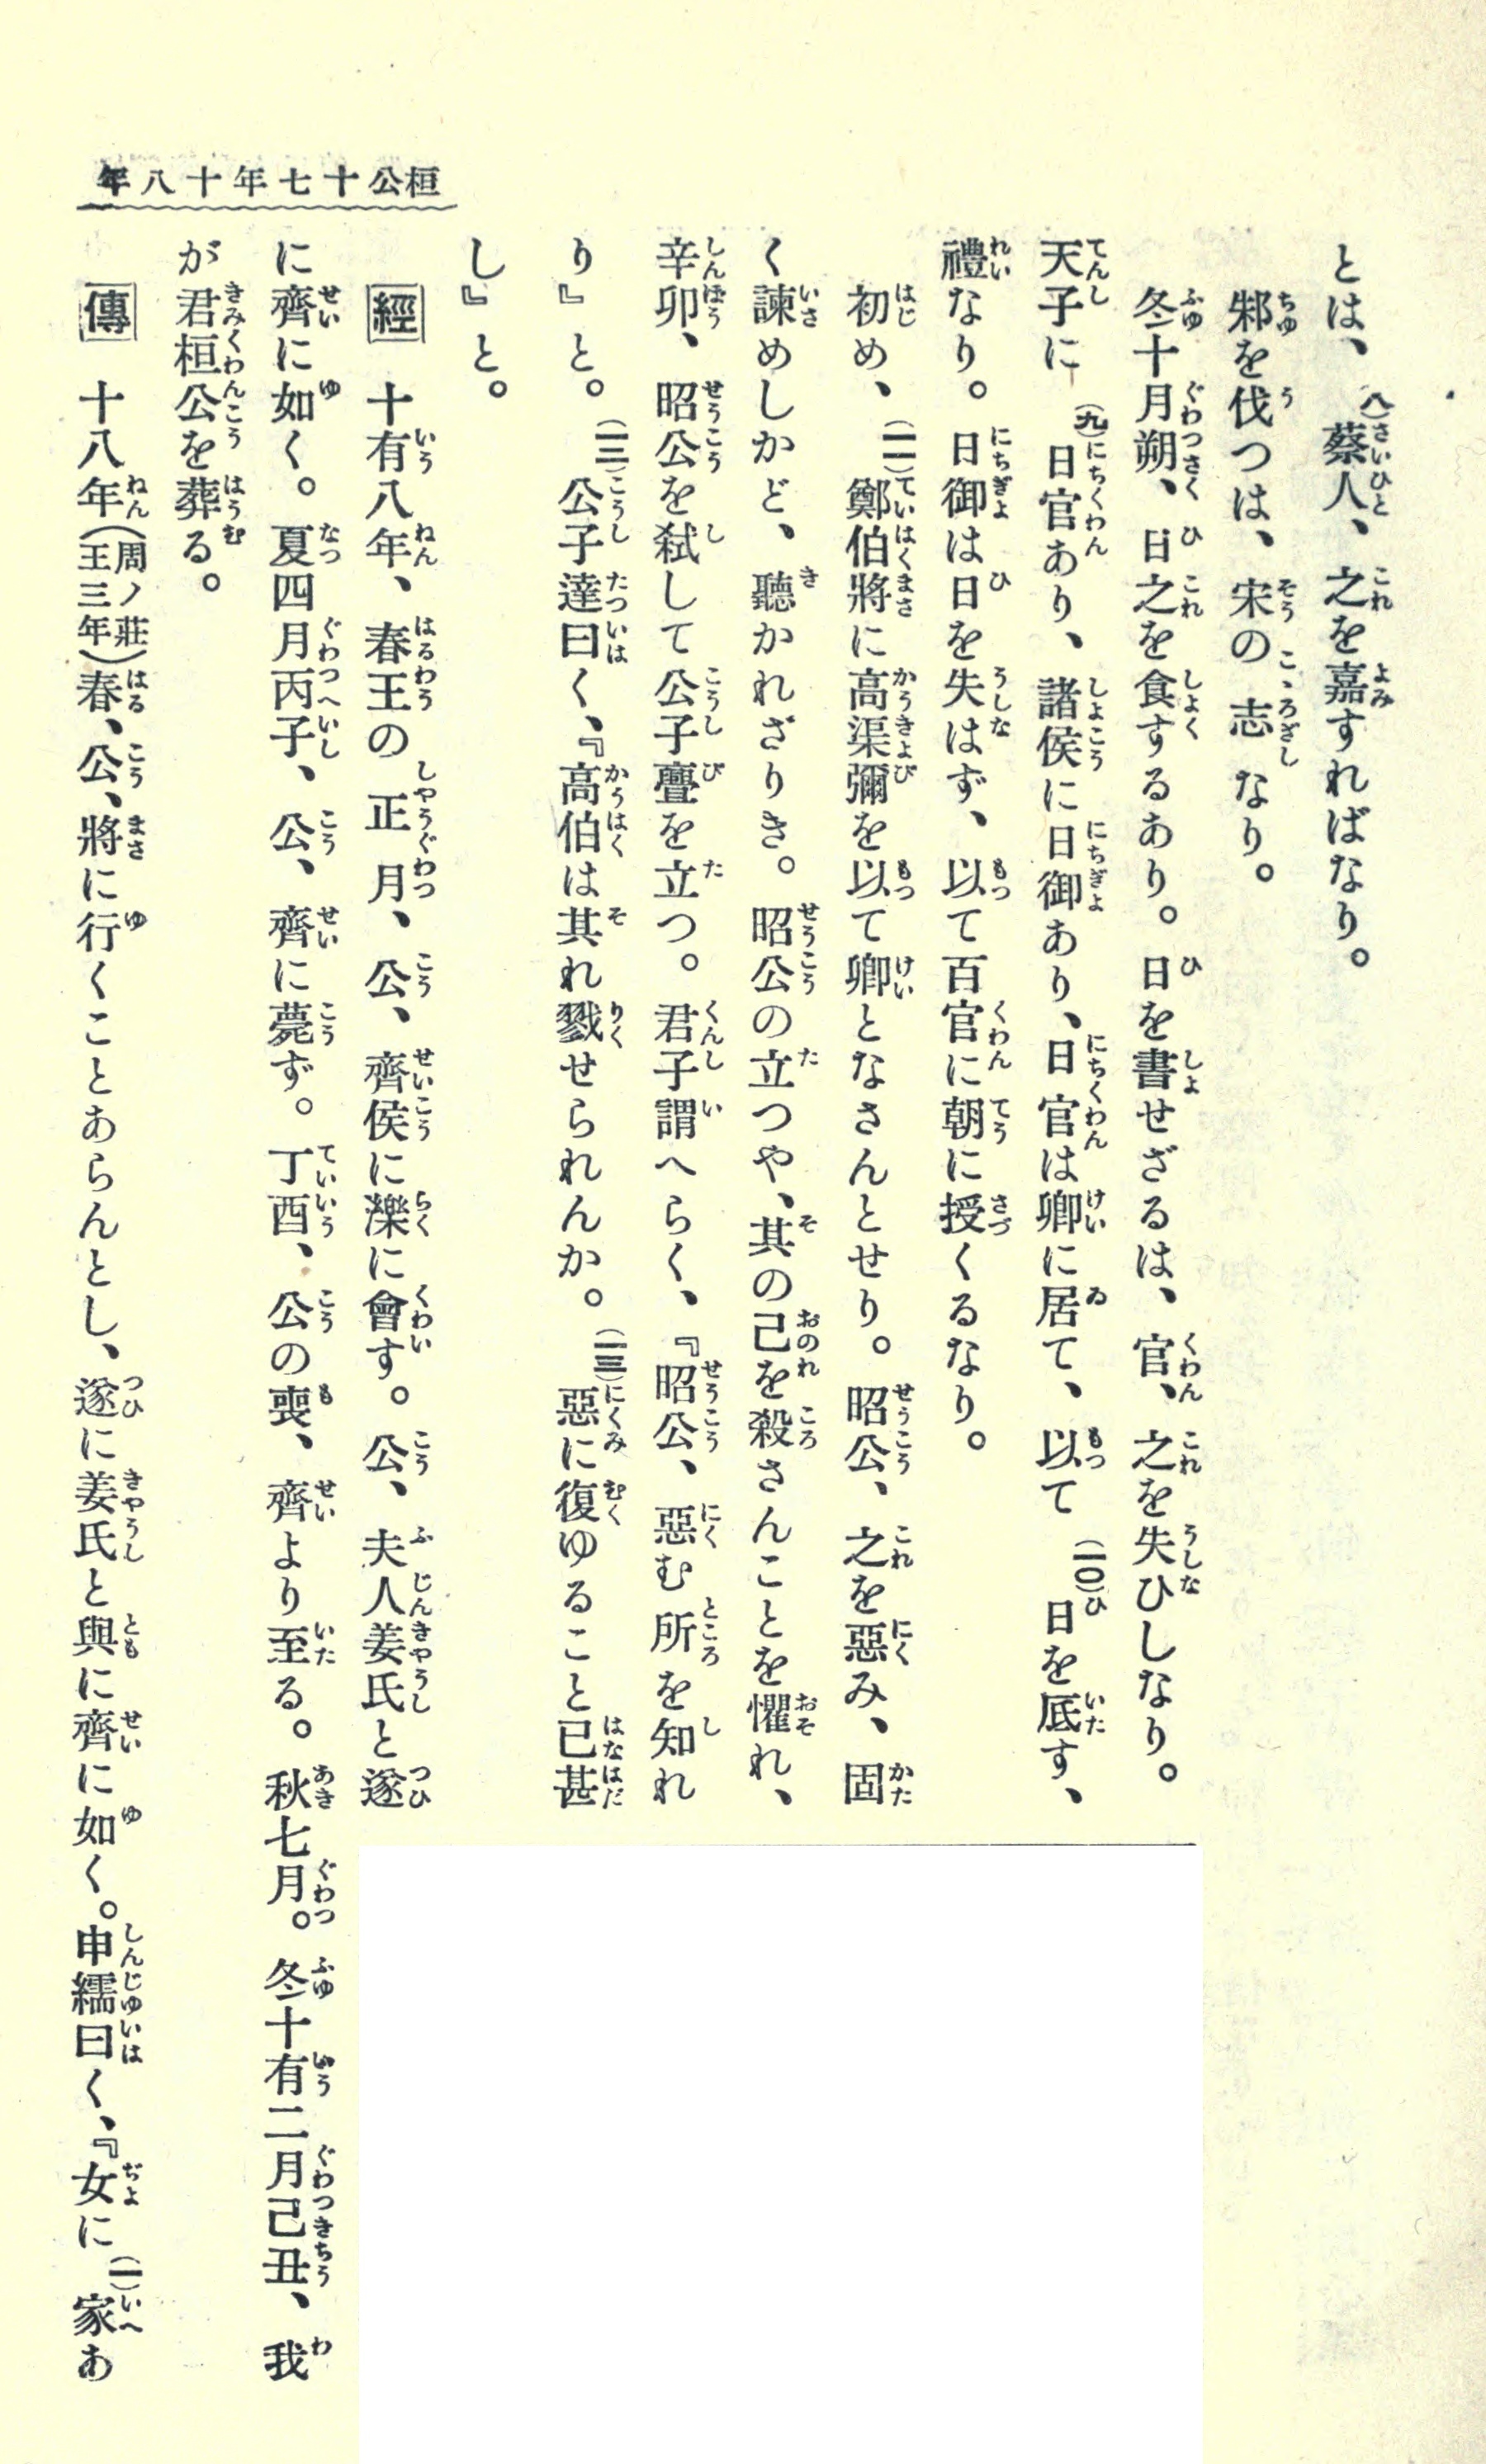 桓公十七年十八年
とは、(八)蔡人、之を嘉すればなり。
邾を伐つは、宋の志なり。
冬十月朔、日之を食するあり。日を書せざるは、官、之を失ひしなり。
天子に(九)日官あり、諸侯に日御あり、日官は卿に居て、以て(一〇)日を底す、
禮なり。日御は日を失はず、以て百官に朝に授くるなり。
初め、(一一)鄭伯將に高渠彌を以て卿となさんとせり。昭公、之を惡み、固
く諫めしかど、聽かれざりき。昭公の立つや、其の己を殺さんことを懼れ、
辛卯、昭公を弑して公子亹を立つ。君子謂へらく、『昭公、惡む所を知れ
り』と。(一二)公子達曰く、『高伯は其れ戮せられんか。(一三)惡に復ゆること已甚
し』と。
經 十有八年、春王の正月、公、齊侯に濼に會す。公、夫人姜氏と遂
に齊に如く。夏四月丙子、公、齊に薨ず。丁酉、公の喪、齊より至る。秋七月。冬十有二月己丑、我
が君桓公を葬る。
傳 十八年(周ノ莊王三年)春、公、將に行くことあらんとし、遂に姜氏と與に齊に如く。申繻曰く、『女に(一)家あ